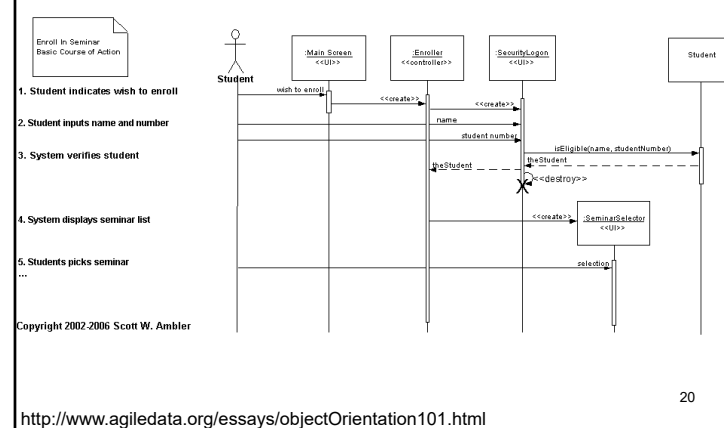 Enroll In Seminar
Basic Course of Action
Student
:Main Screen
<<UI>>
:Enroller
<<controller>>
:SecurityLogon
<<UI>>
Student
1. Student indicates wish to enroll
wish to enroll
<<create>>
<<create>>
2. Student inputs name and number
name
student number
3. System verifies student
isEligible(name, studentNumber)
theStudent
theStudent
X
<<destroy>>
4. System displays seminar list
<<create>>
:SeminarSelector
<<UI>>
5. Students picks seminar
...
selection
Copyright 2002-2006 Scott W. Ambler
20
http://www.agiledata.org/essays/objectOrientation101.html